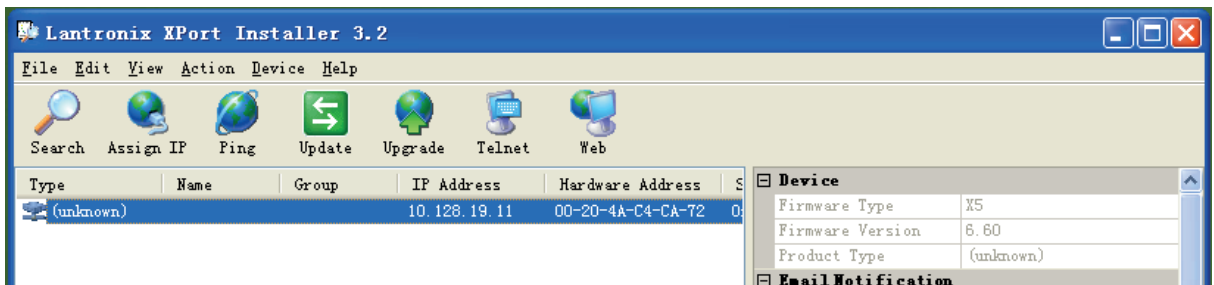 Lantronix XPort Installer 3.2
File Edit View Action Device Help
Search Assign IP Ping Update Upgrade Telnet Web
Type Name Group IP Address Hardware Address S
(unknown) 10.128.19.11 00-20-4A-C4-CA-72
Device
Firmware Type X5
Firmware Version 6.60
Product Type (unknown)
Email Notification